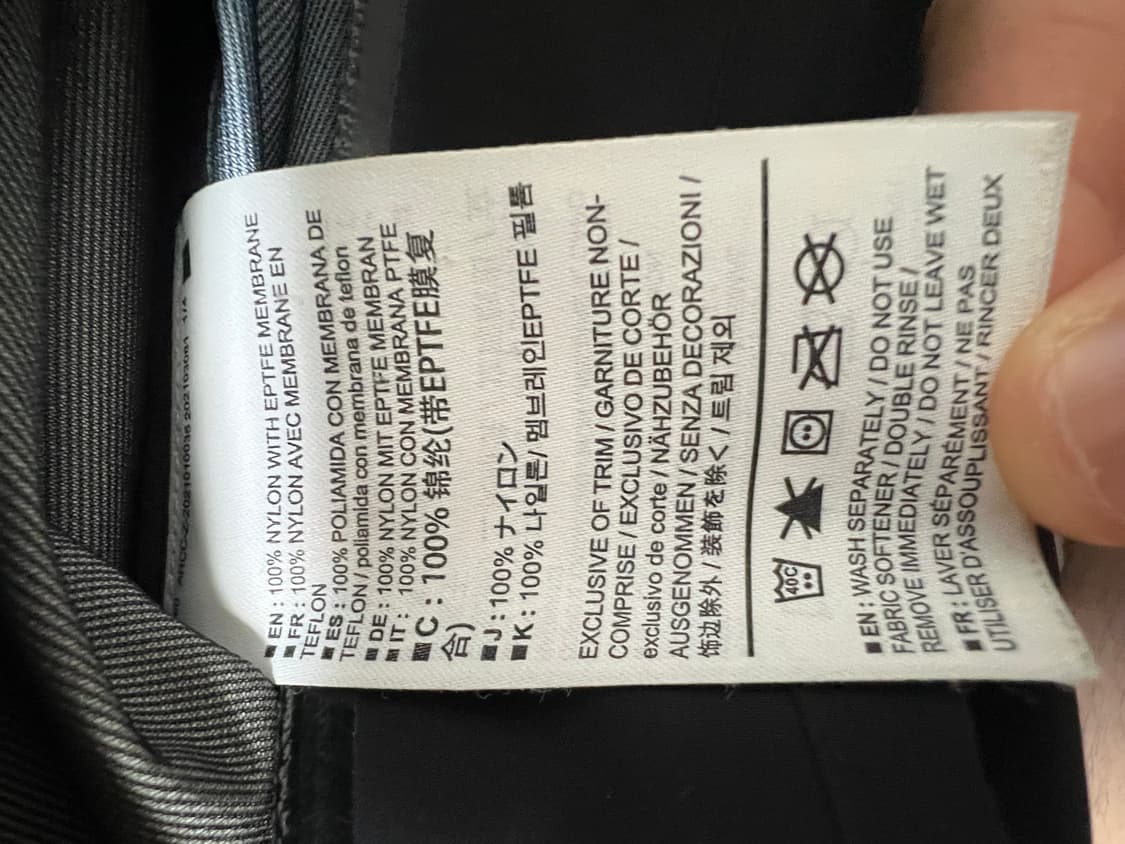 ■ EN : 100% NYLON WITH EPTFE MEMBRANE
■ FR : 100% NYLON AVEC MEMBRANE EN
TEFLON
■ ES : 100% POLIAMIDA CON MEMBRANA DE
TEFLON / poliamida con membrana de teflon
■ DE : 100% NYLON MIT EPTFE MEMBRAN
■ IT : 100% NYLON CON MEMBRANA PTFE
■ C : 100% 锦纶(带EPTFE膜复
合)
■ J : 100% ナイロン
■ K : 100% 나일론/ 멤브레인EPTFE 필름
EXCLUSIVE OF TRIM / GARNITURE NON-
COMPRISE / EXCLUSIVO DE CORTE /
exclusivo de corte / NÄHZUBEHÖR
AUSGENOMMEN / SENZA DECORAZIONI /
饰边除外 / 装飾を除く / 트림 제외
40C
■ EN : WASH SEPARATELY / DO NOT USE
FABRIC SOFTENER / DOUBLE RINSE /
REMOVE IMMEDIATELY / DO NOT LEAVE WET
■ FR : LAVER SÉPARÉMENT / NE PAS
UTILISER D'ASSOUPLISSANT / RINCER DEUX